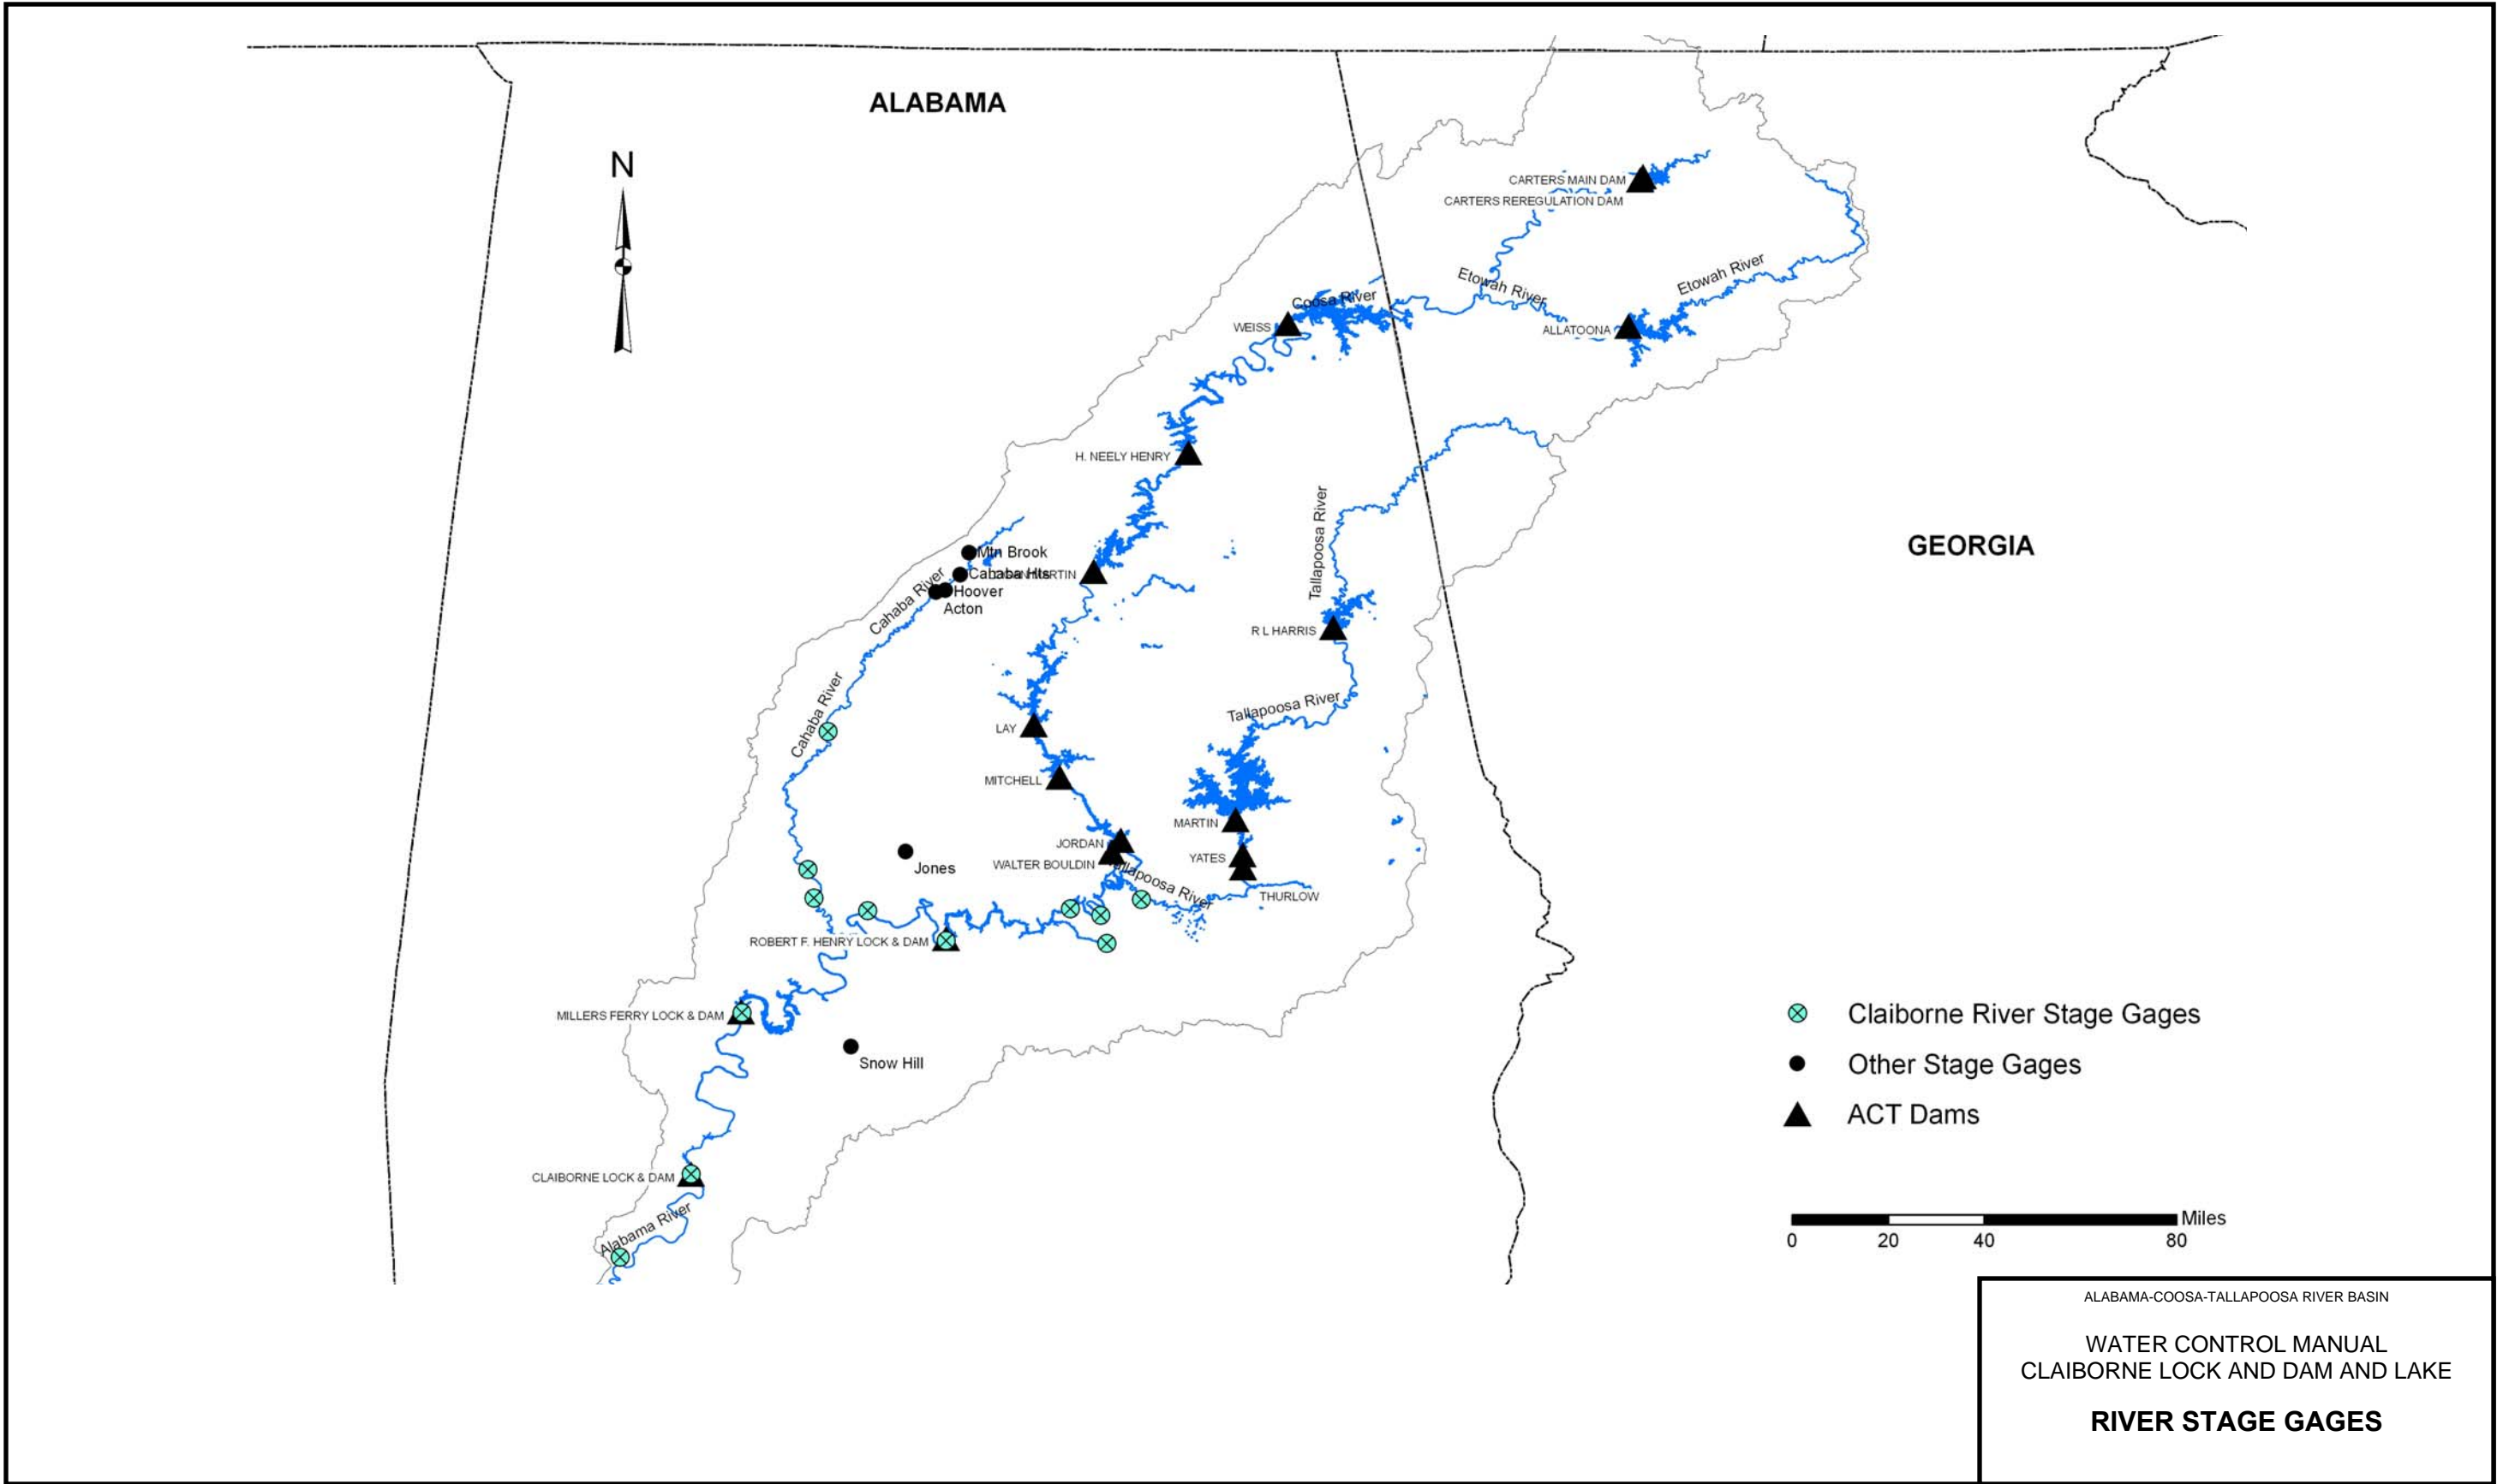 ALABAMA
N
CARTERS MAIN DAM
CARTERS REREGULATION DAM
Etowah River
Etowah River
Coosa River
WEISS
ALLATOONA
H. NEELY HENRY
Tallapoosa River
GEORGIA
Mtn Brook
Cahaba Hts
MARTIN
Hoover
Acton
Cahaba River
R L HARRIS
Cahaba River
Tallapoosa River
LAY
MITCHELL
MARTIN
JORDAN
YATES
WALTER BOULDIN
Jones
Tallapoosa River
THURLOW
ROBERT F. HENRY LOCK & DAM
MILLERS FERRY LOCK & DAM
Snow Hill
CLAIBORNE LOCK & DAM
Alabama River
Claiborne River Stage Gages
Other Stage Gages
ACT Dams
Miles
0 20 40 80
ALABAMA-COOSA-TALLAPOOSA RIVER BASIN
WATER CONTROL MANUAL
CLAIBORNE LOCK AND DAM AND LAKE
RIVER STAGE GAGES